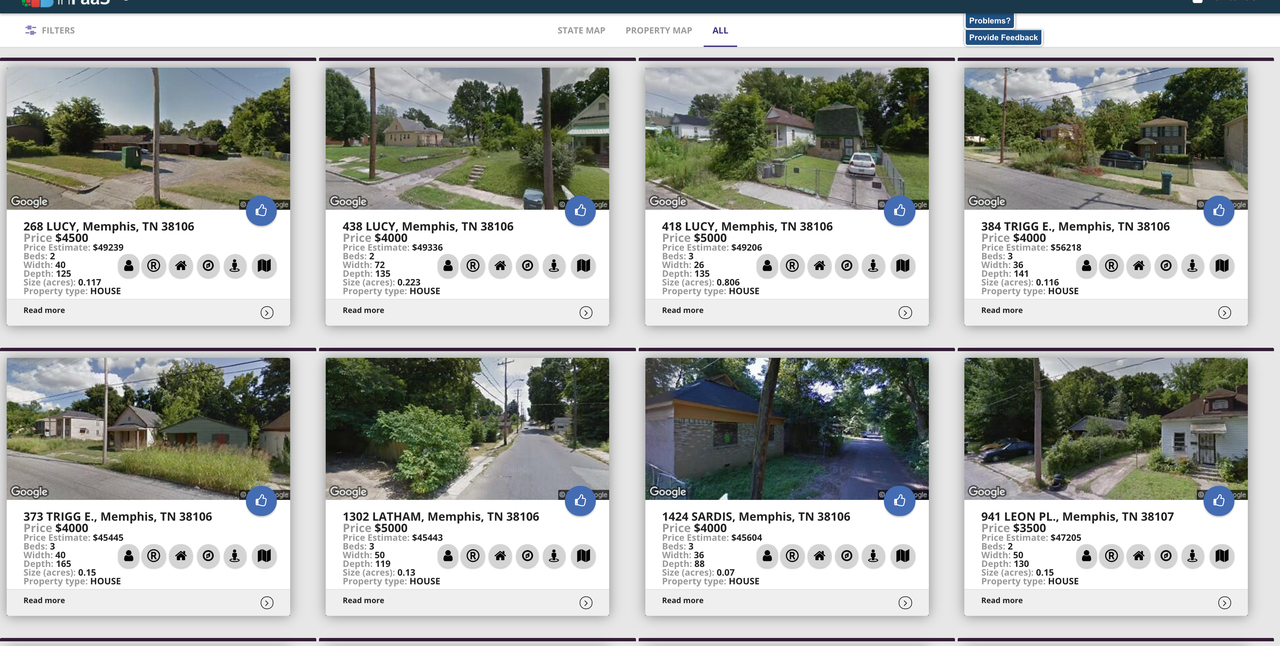 FILTERS
STATE MAP
PROPERTY MAP
ALL
Problems?
Provide Feedback
Google
268 LUCY, Memphis, TN 38106
Price $4500
Price Estimate: $49239
Beds: 2
Width: 40
Depth: 125
Size (acres): 0.117
Property type: HOUSE
Read more
Google
438 LUCY, Memphis, TN 38106
Price $4000
Price Estimate: $49336
Beds: 2
Width: 72
Depth: 135
Size (acres): 0.223
Property type: HOUSE
Read more
Google
418 LUCY, Memphis, TN 38106
Price $5000
Price Estimate: $49206
Beds: 3
Width: 26
Depth: 135
Size (acres): 0.806
Property type: HOUSE
Read more
Google
384 TRIGG E., Memphis, TN 38106
Price $4000
Price Estimate: $56218
Beds: 3
Width: 36
Depth: 141
Size (acres): 0.116
Property type: HOUSE
Read more
Google
373 TRIGG E., Memphis, TN 38106
Price $4000
Price Estimate: $45445
Beds: 3
Width: 40
Depth: 165
Size (acres): 0.15
Property type: HOUSE
Read more
Google
1302 LATHAM, Memphis, TN 38106
Price $5000
Price Estimate: $45443
Beds: 3
Width: 50
Depth: 119
Size (acres): 0.13
Property type: HOUSE
Read more
Google
1424 SARDIS, Memphis, TN 38106
Price $4000
Price Estimate: $45604
Beds: 3
Width: 36
Depth: 88
Size (acres): 0.07
Property type: HOUSE
Read more
Google
941 LEON PL., Memphis, TN 38107
Price $3500
Price Estimate: $47205
Beds: 2
Width: 50
Depth: 130
Size (acres): 0.15
Property type: HOUSE
Read more